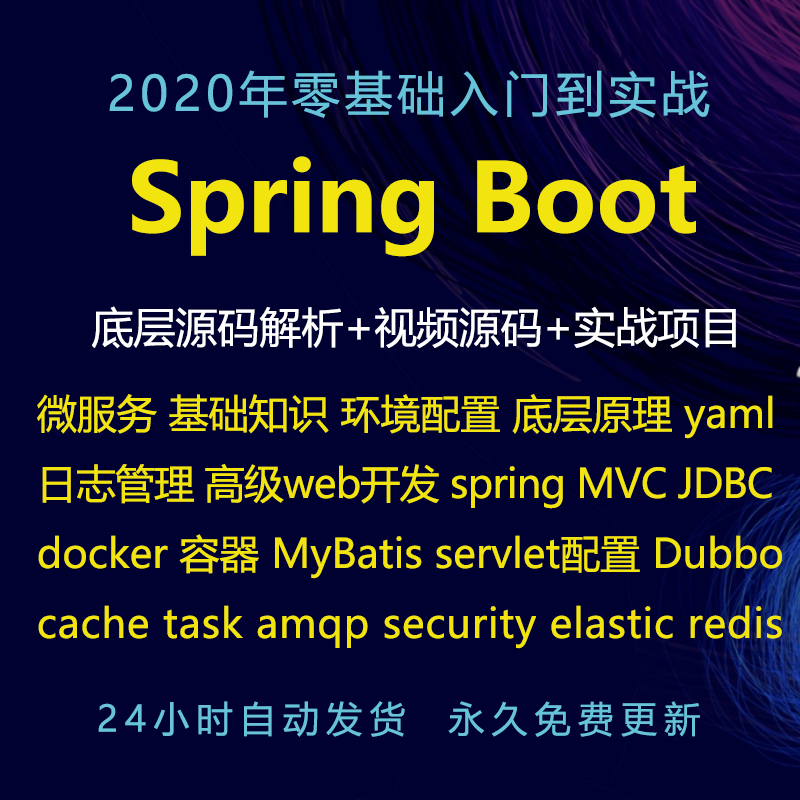 2020年零基础入门到实战
Spring Boot
底层源码解析+视频源码+实战项目
微服务 基础知识 环境配置 底层原理 yaml
日志管理 高级web开发 spring MVC JDBC
docker 容器 MyBatis servlet配置 Dubbo
cache task amqp security elastic redis
24小时自动发货 永久免费更新